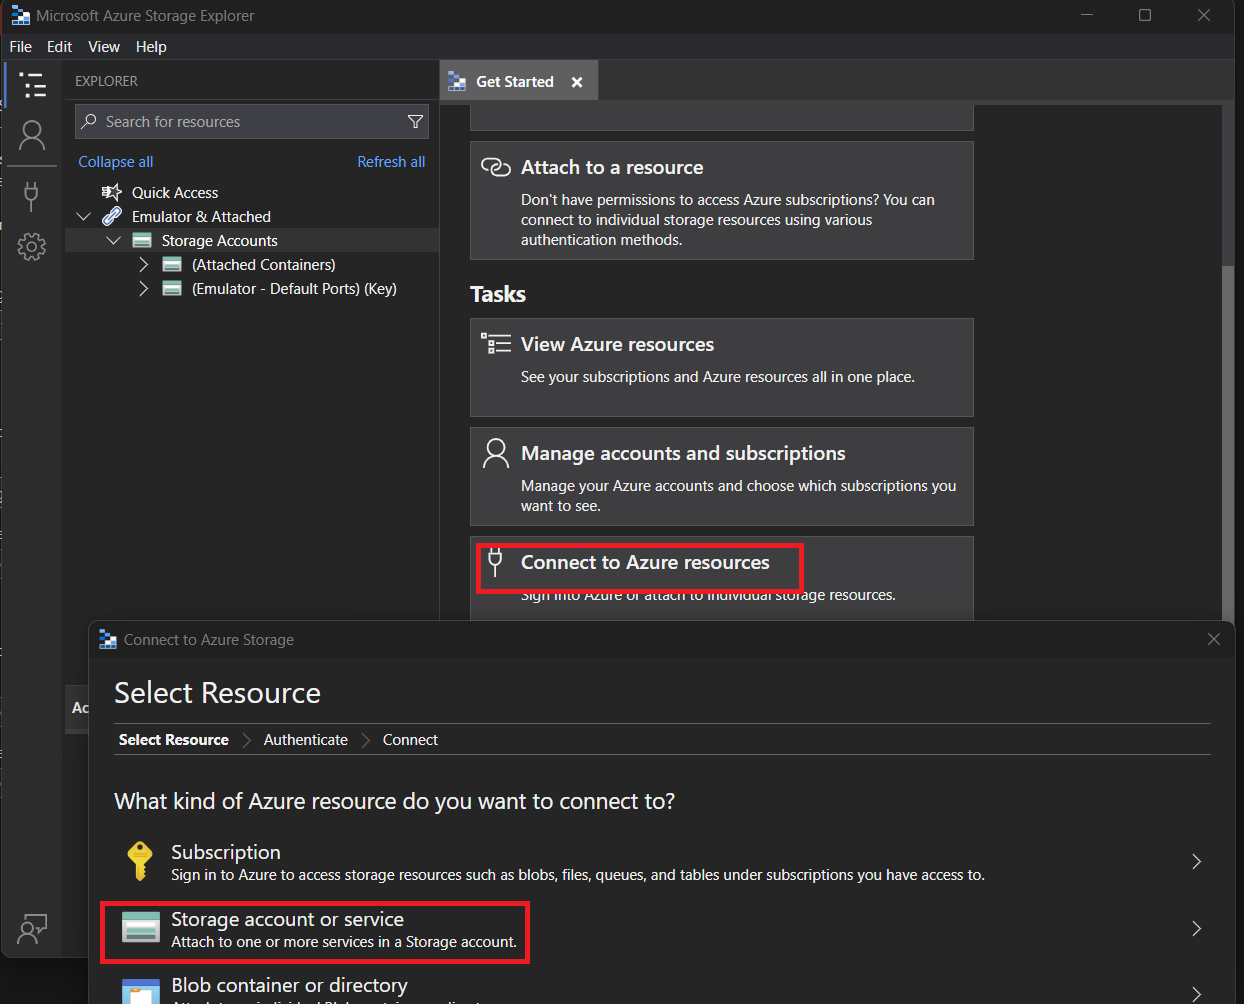 Microsoft Azure Storage Explorer
File Edit View Help
EXPLORER
Search for resources
Collapse all Refresh all
Quick Access
Emulator & Attached
Storage Accounts
(Attached Containers)
(Emulator - Default Ports) (Key)
Get Started
Attach to a resource
Don't have permissions to access Azure subscriptions? You can
connect to individual storage resources using various
authentication methods.
Tasks
View Azure resources
See your subscriptions and Azure resources all in one place.
Manage accounts and subscriptions
Manage your Azure accounts and choose which subscriptions you
want to see.
Connect to Azure resources
Sign into Azure or attach to individual storage resources.
Connect to Azure Storage
Select Resource
Select Resource Authenticate Connect
What kind of Azure resource do you want to connect to?
Subscription
Sign in to Azure to access storage resources such as blobs, files, queues, and tables under subscriptions you have access to.
Storage account or service
Attach to one or more services in a Storage account.
Blob container or directory